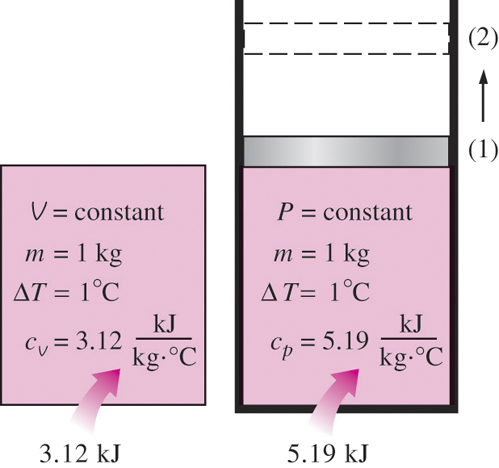 V = constant
m = 1 kg
ΔT = 1°C
c_v = 3.12 kJ/kg·°C
3.12 kJ
(2)
(1)
P = constant
m = 1 kg
ΔT = 1°C
c_p = 5.19 kJ/kg·°C
5.19 kJ